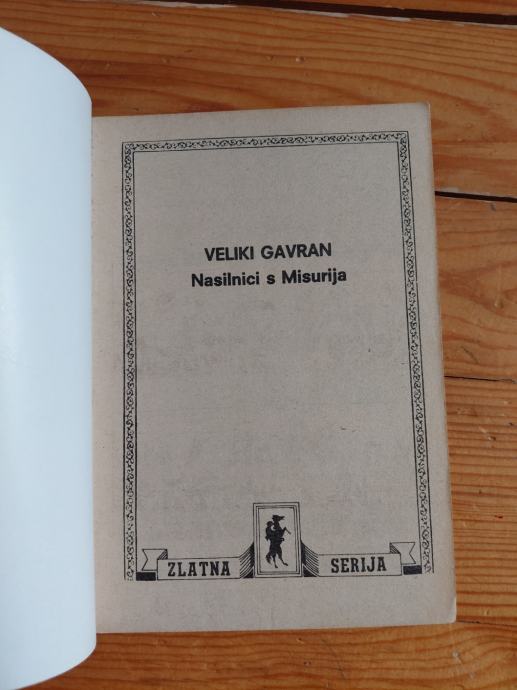 VELIKI GAVRAN
Nasilnici s Misurija
ZLATNA SERIJA